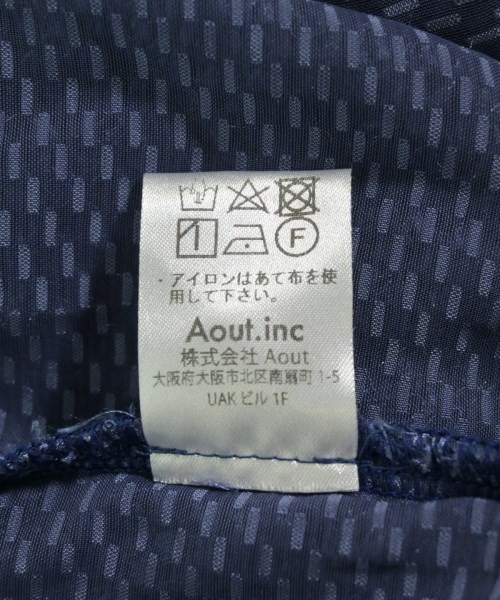 F
・アイロンはあて布を使
用して下さい。
Aout.inc
株式会社 Aout
大阪府大阪市北区南扇町 1-5
UAK ビル 1F